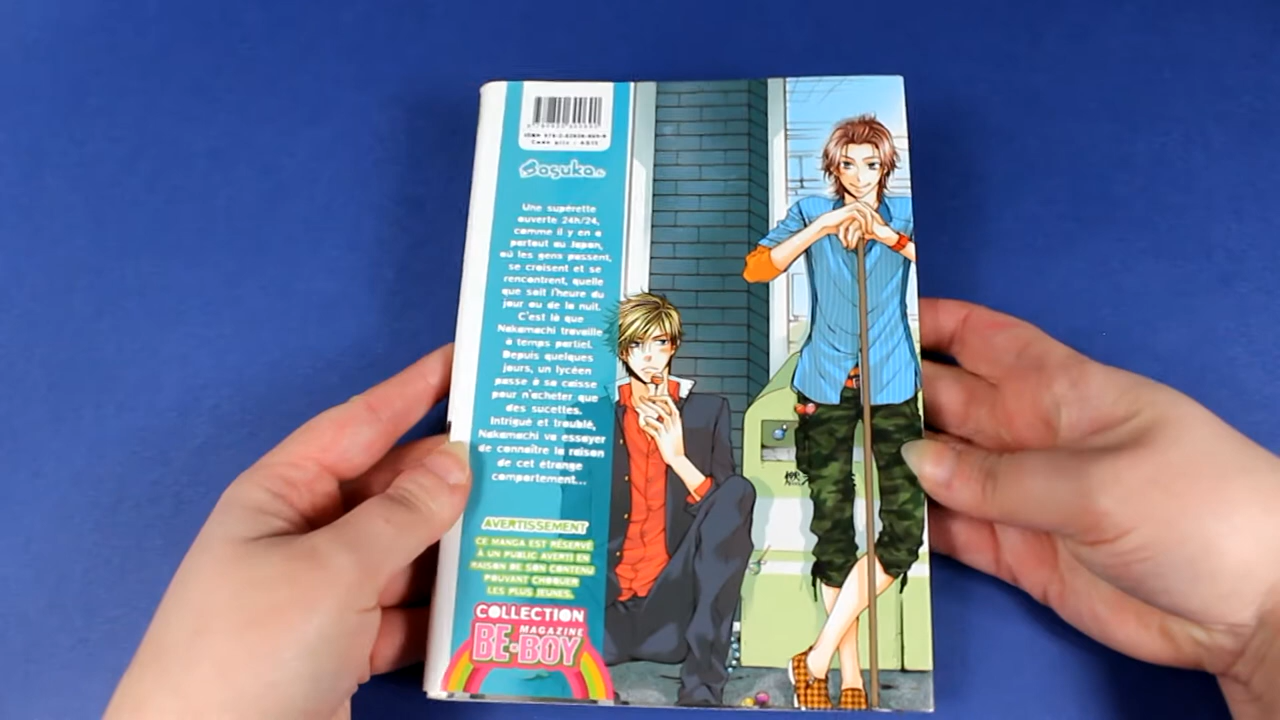 Une supérette
ouverte 24h/24,
comme il y en a
partout au Japon,
où les gens passent,
se croisent et se
rencontrent, quelle
que soit l'heure du
jour ou de la nuit.
C'est là que
Nakamachi travaille
à temps partiel.
Depuis quelques
jours, un lycéen
passe à sa caisse
pour n'acheter que
des sucettes.
Intrigué et troublé,
Nakamachi va essayer
de connaître la raison
de cet étrange
comportement...
AVERTISSEMENT
CE MANGA EST RÉSERVÉ
À UN PUBLIC AVERTI EN
RAISON DE SON CONTENU
POUVANT CHOQUER
LES PLUS JEUNES.
COLLECTION
MAGAZINE
BE·BOY